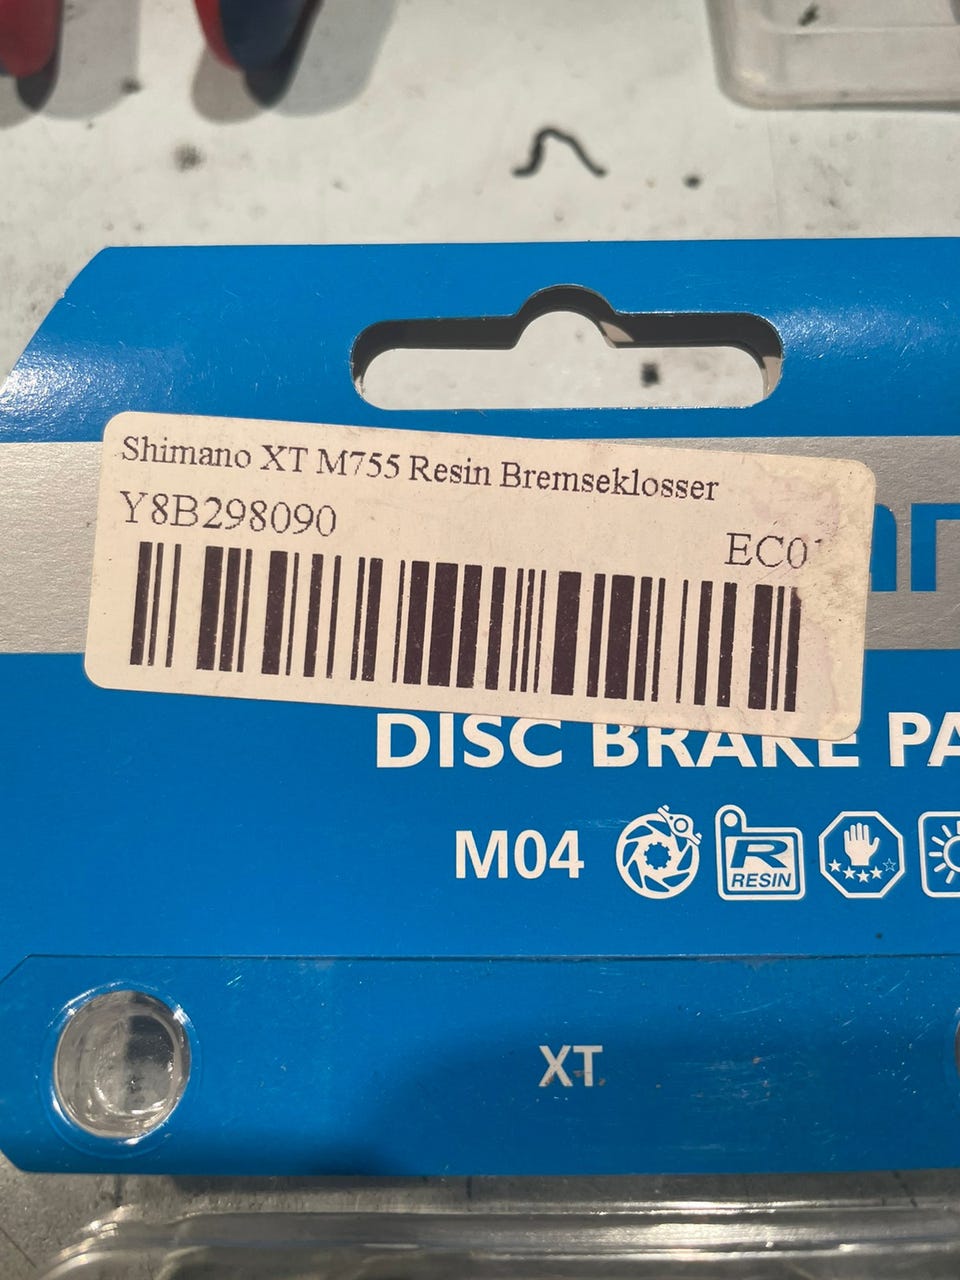 Shimano XT M755 Resin Bremseklosser
Y8B298090
DISC BRAKE
M04
R
RESIN
XT